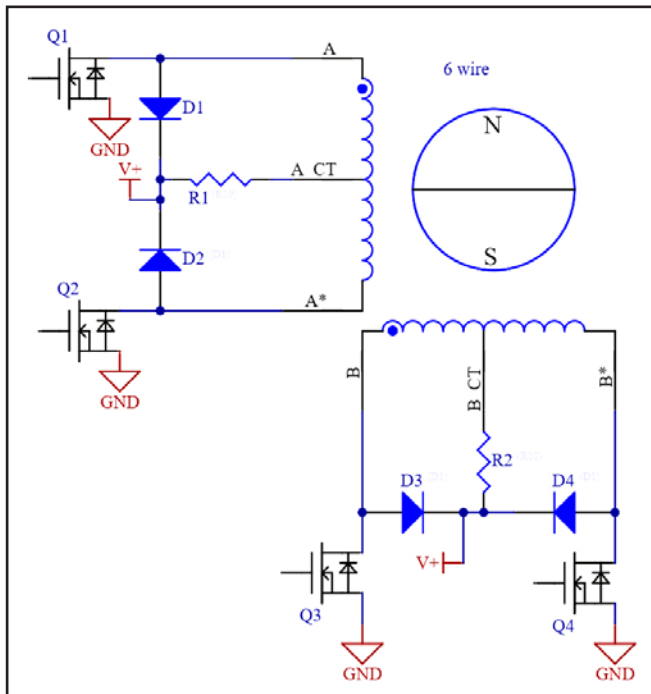 Q1
A
6 wire
D1
GND
V+
A CT
R1
N
S
D2
Q2
A*
GND
B
B CT
B*
R2
D3
D4
V+
Q3
Q4
GND
GND